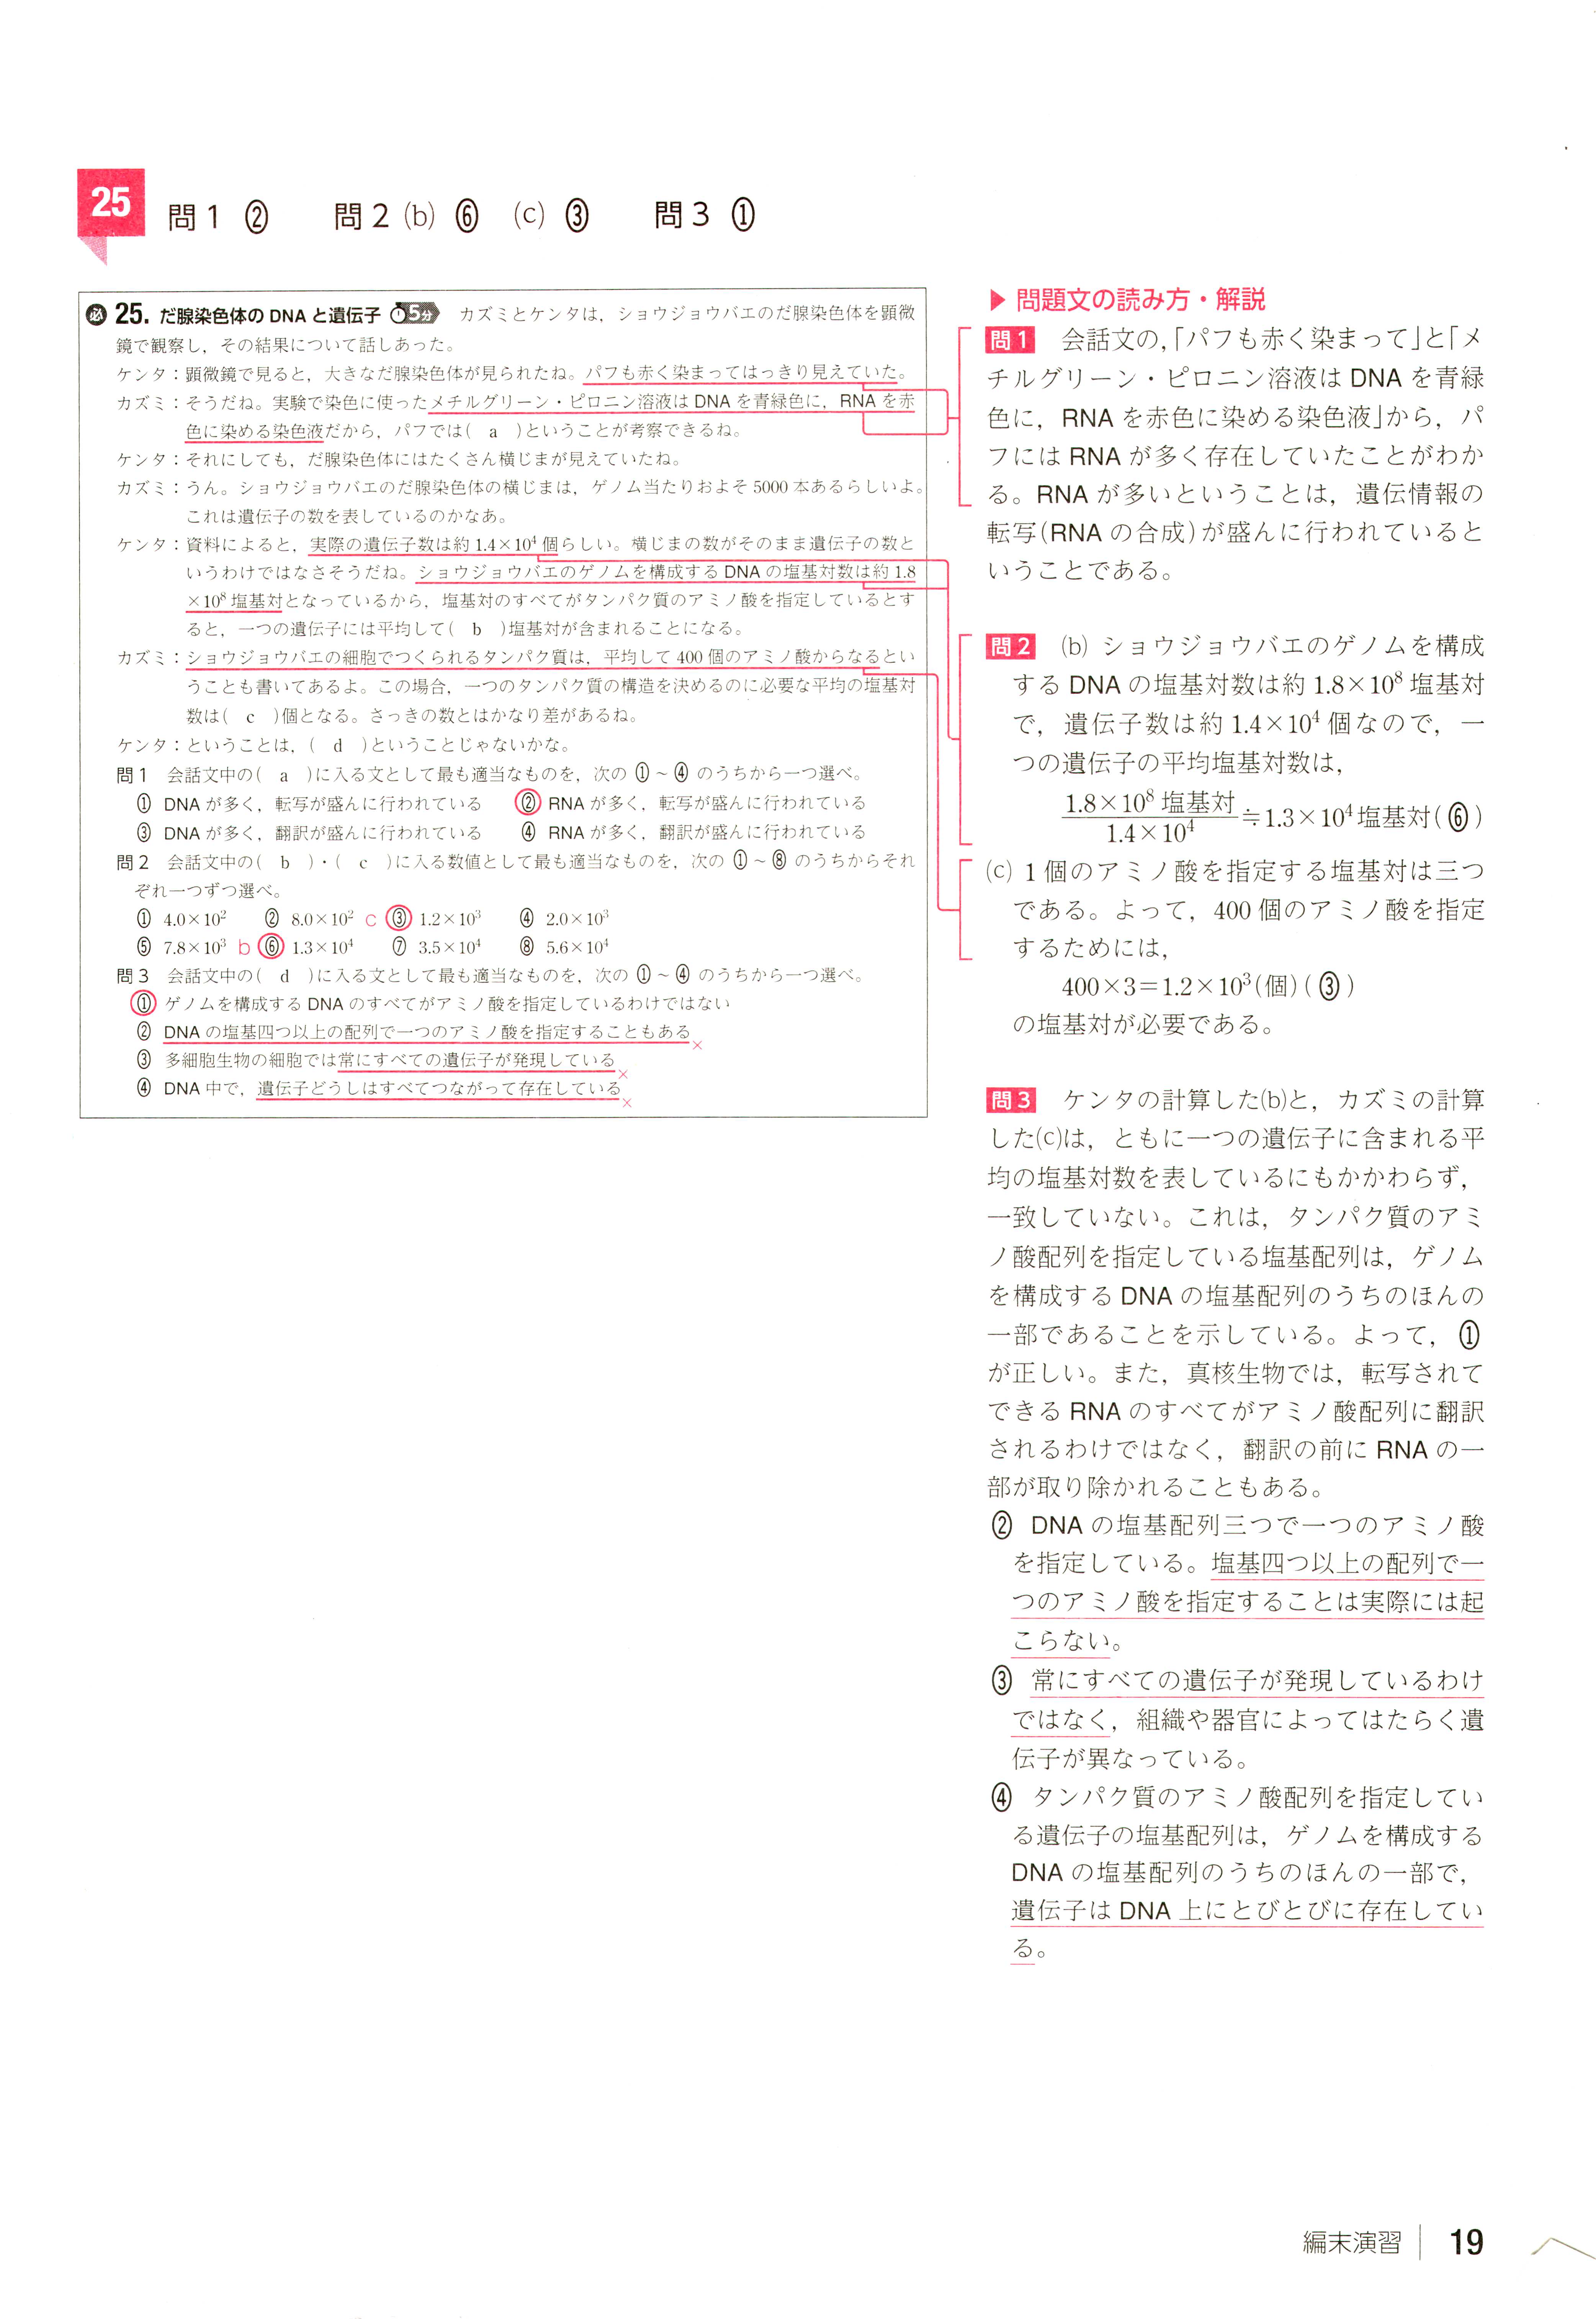 25
問1 ② 問2 (b) ⑥ (c) ③ 問3 ①
必 25. だ腺染色体の DNA と遺伝子 5分 カズミとケンタは，ショウジョウバエのだ腺染色体を顕微
鏡で観察し，その結果について話しあった。
ケンタ：顕微鏡で見ると，大きなだ腺染色体が見られたね。パフも赤く染まってはっきり見えていた。
カズミ：そうだね。実験で染色に使ったメチルグリーン・ピロニン溶液は DNA を青緑色に，RNA を赤
色に染める染色液だから，パフでは( a )ということが考察できるね。
ケンタ：それにしても，だ腺染色体にはたくさん横じまが見えていたね。
カズミ：うん。ショウジョウバエのだ腺染色体の横じまは，ゲノム当たりおよそ 5000 本あるらしいよ。
これは遺伝子の数を表しているのかなあ。
ケンタ：資料によると，実際の遺伝子数は約 1.4×10⁴ 個らしい。横じまの数がそのまま遺伝子の数と
いうわけではなさそうだね。ショウジョウバエのゲノムを構成する DNA の塩基対数は約 1.8
×10⁸ 塩基対となっているから，塩基対のすべてがタンパク質のアミノ酸を指定しているとす
ると，一つの遺伝子には平均して( b )塩基対が含まれることになる。
カズミ：ショウジョウバエの細胞でつくられるタンパク質は，平均して 400 個のアミノ酸からなるとい
うことも書いてあるよ。この場合，一つのタンパク質の構造を決めるのに必要な平均の塩基対
数は( c )個となる。さっきの数とはかなり差があるね。
ケンタ：ということは，( d )ということじゃないかな。
問1 会話文中の( a )に入る文として最も適当なものを，次の ① ～ ④ のうちから一つ選べ。
① DNA が多く，転写が盛んに行われている ② RNA が多く，転写が盛んに行われている
③ DNA が多く，翻訳が盛んに行われている ④ RNA が多く，翻訳が盛んに行われている
問2 会話文中の( b )・( c )に入る数値として最も適当なものを，次の ① ～ ⑧ のうちからそれ
ぞれ一つずつ選べ。
① 4.0×10² ② 8.0×10² c ③ 1.2×10³ ④ 2.0×10³
⑤ 7.8×10³ b ⑥ 1.3×10⁴ ⑦ 3.5×10⁴ ⑧ 5.6×10⁴
問3 会話文中の( d )に入る文として最も適当なものを，次の ① ～ ④ のうちから一つ選べ。
① ゲノムを構成する DNA のすべてがアミノ酸を指定しているわけではない
② DNA の塩基四つ以上の配列で一つのアミノ酸を指定することもある×
③ 多細胞生物の細胞では常にすべての遺伝子が発現している×
④ DNA 中で，遺伝子どうしはすべてつながって存在している×
▶ 問題文の読み方・解説
問1 会話文の，「パフも赤く染まって」と「メ
チルグリーン・ピロニン溶液は DNA を青緑
色に，RNA を赤色に染める染色液」から，パ
フには RNA が多く存在していたことがわか
る。RNA が多いということは，遺伝情報の
転写(RNA の合成)が盛んに行われていると
いうことである。
問2 (b) ショウジョウバエのゲノムを構成
する DNA の塩基対数は約 1.8×10⁸ 塩基対
で，遺伝子数は約 1.4×10⁴ 個なので，一
つの遺伝子の平均塩基対数は，
1.8×10⁸ 塩基対
1.4×10⁴ ≒1.3×10⁴ 塩基対(⑥)
(c) 1 個のアミノ酸を指定する塩基対は三つ
である。よって，400 個のアミノ酸を指定
するためには，
400×3＝1.2×10³(個)(③)
の塩基対が必要である。
問3 ケンタの計算した(b)と，カズミの計算
した(c)は，ともに一つの遺伝子に含まれる平
均の塩基対数を表しているにもかかわらず，
一致していない。これは，タンパク質のアミ
ノ酸配列を指定している塩基配列は，ゲノム
を構成する DNA の塩基配列のうちのほんの
一部であることを示している。よって，①
が正しい。また，真核生物では，転写されて
できる RNA のすべてがアミノ酸配列に翻訳
されるわけではなく，翻訳の前に RNA の一
部が取り除かれることもある。
② DNA の塩基配列三つで一つのアミノ酸
を指定している。塩基四つ以上の配列で一
つのアミノ酸を指定することは実際には起
こらない。
③ 常にすべての遺伝子が発現しているわけ
ではなく，組織や器官によってはたらく遺
伝子が異なっている。
④ タンパク質のアミノ酸配列を指定してい
る遺伝子の塩基配列は，ゲノムを構成する
DNA の塩基配列のうちのほんの一部で，
遺伝子は DNA 上にとびとびに存在してい
る。
編末演習 19